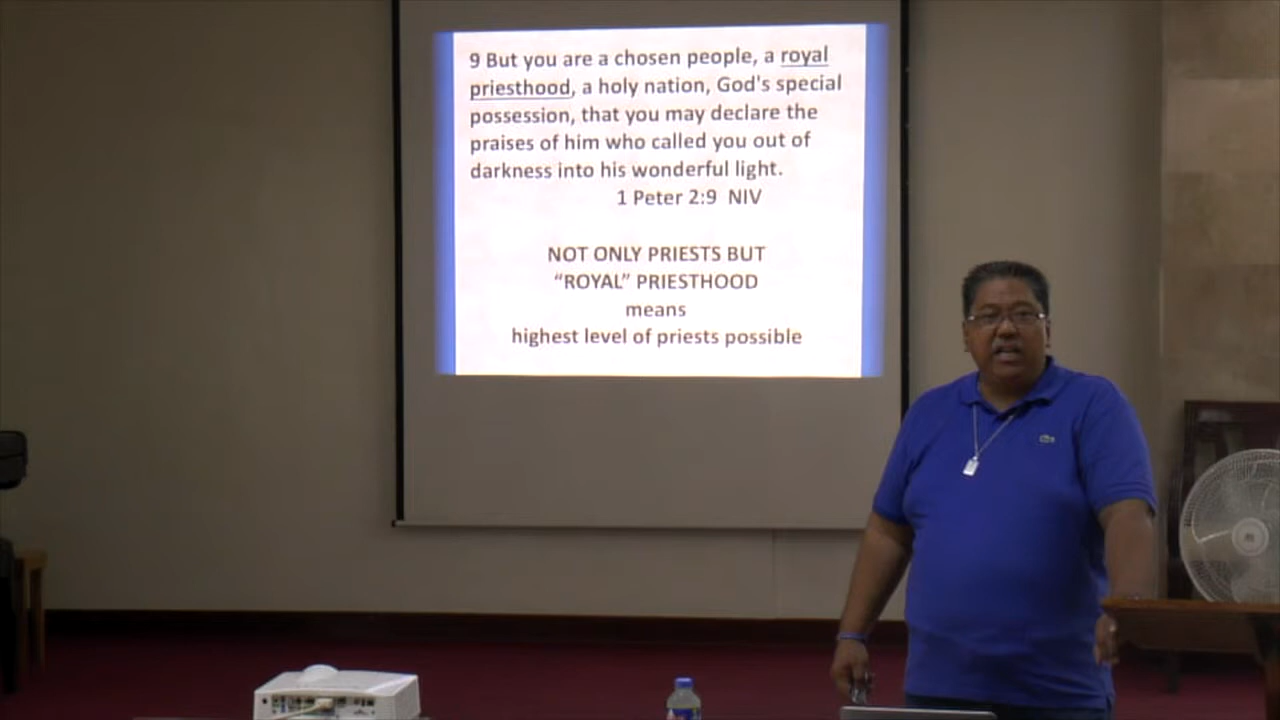 9 But you are a chosen people, a royal
priesthood, a holy nation, God's special
possession, that you may declare the
praises of him who called you out of
darkness into his wonderful light.
1 Peter 2:9 NIV
NOT ONLY PRIESTS BUT
“ROYAL” PRIESTHOOD
means
highest level of priests possible